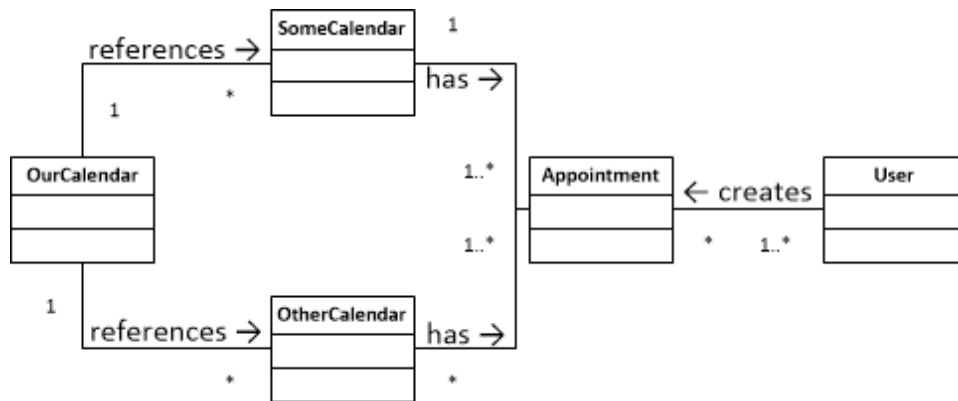 SomeCalendar
1
references →
has →
*
1
OurCalendar
1..*
Appointment
User
← creates
1..*
*
1..*
1
OtherCalendar
references →
has →
*
*